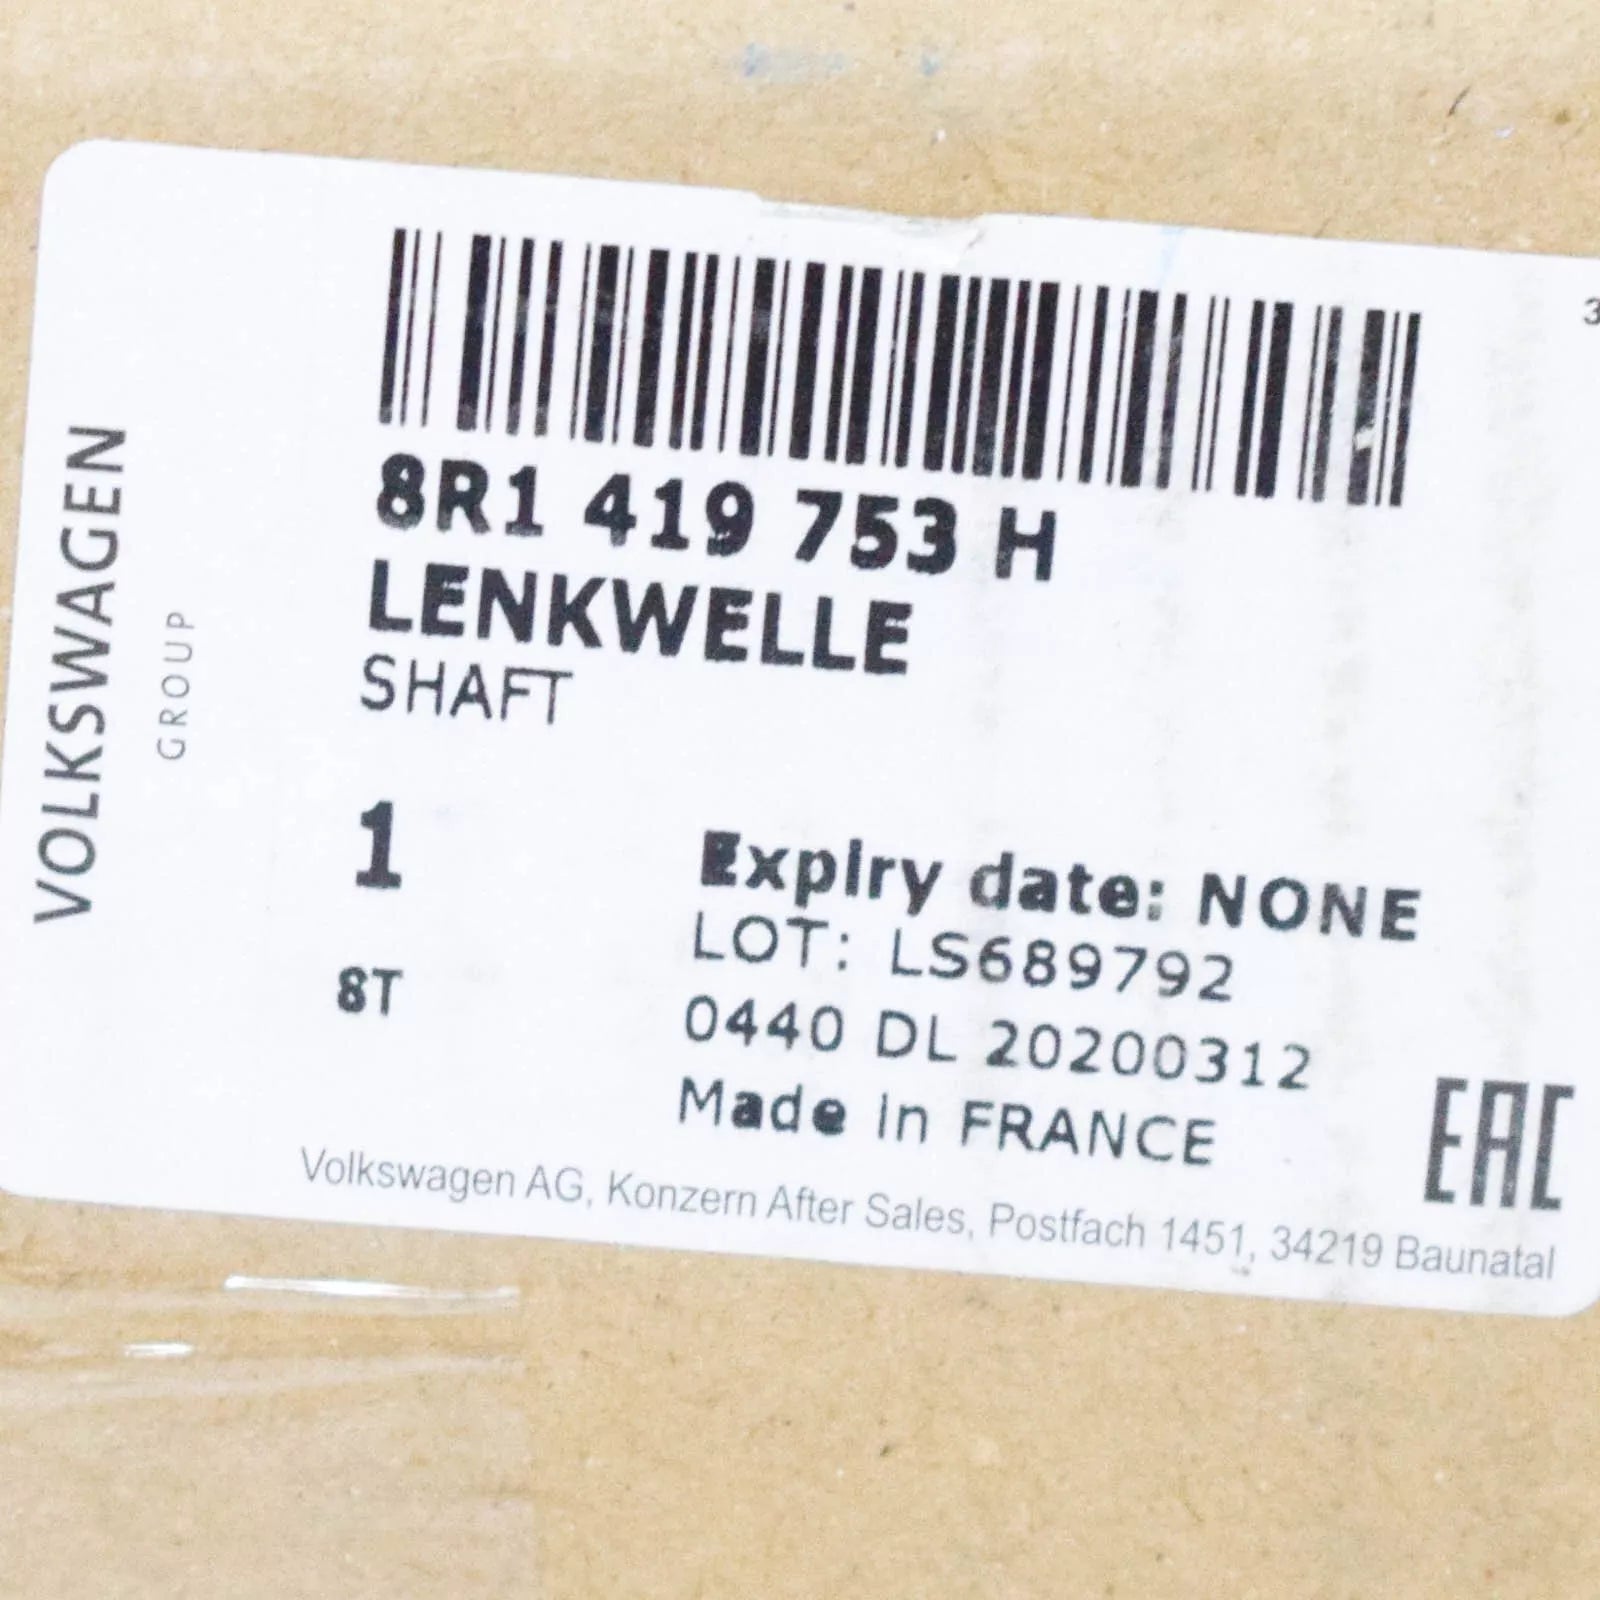 VOLKSWAGEN
GROUP
3
8R1 419 753 H
LENKWELLE
SHAFT
1
Expiry date: NONE
LOT: LS689792
8T
0440 DL 20200312
Made in FRANCE
EAC
Volkswagen AG, Konzern After Sales, Postfach 1451, 34219 Baunatal